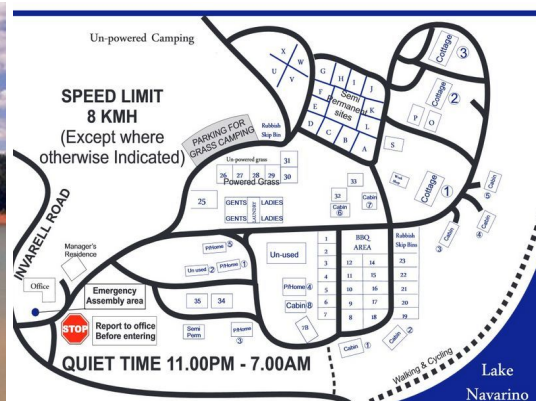 Un-powered Camping
SPEED LIMIT
8 KMH
(Except where
otherwise Indicated)
PARKING FOR
GRASS CAMPING
Rubbish
Skip Bin
X
W
U
V
G
H
I
J
F
Semi
Permanent
sites
K
E
L
D
C
B
A
Cottage
3
Cottage
2
P
O
S
Cottage
1
Un-powered grass
31
26
27
28
29
30
Powered Grass
25
GENTS
LAUNDRY
LADIES
GENTS
LADIES
33
32
Cabin
7
Cabin
6
Cabin
5
Cabin
4
Cabin
3
INVARELL ROAD
Manager's
Residence
Office
P/Home 5
Un used 2
P/Home 1
Emergency
Assembly area
STOP
Report to office
Before entering
35
34
Semi
Perm
P/Home
3
Un-used
P/Home 4
Cabin 8
7B
1
2
3
4
5
6
7
BBQ
AREA
12
14
11
15
10
16
9
17
8
18
Rubbish
Skip Bins
23
22
21
20
19
Cabin 1
Cabin 2
QUIET TIME 11.00PM - 7.00AM
Walking & Cycling
Lake
Navarino